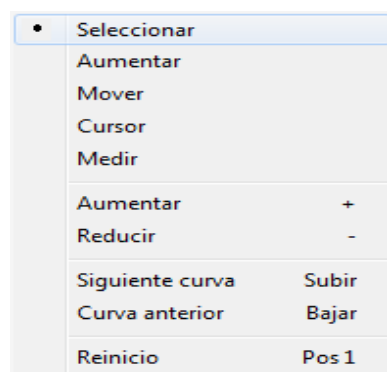 Seleccionar
Aumentar
Mover
Cursor
Medir
Aumentar +
Reducir -
Siguiente curva Subir
Curva anterior Bajar
Reinicio Pos 1